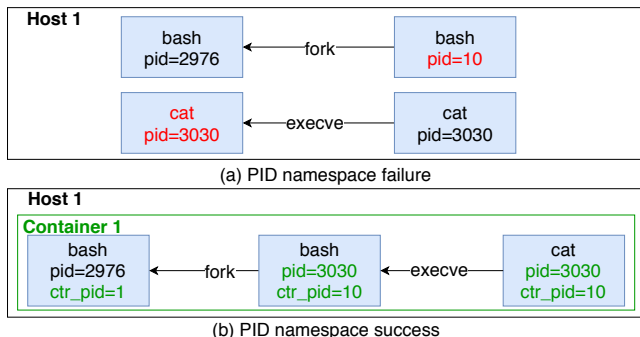 Host 1
bash
pid=2976
fork
bash
pid=10
cat
pid=3030
execve
cat
pid=3030
(a) PID namespace failure
Host 1
Container 1
bash
pid=2976
ctr_pid=1
fork
bash
pid=3030
ctr_pid=10
execve
cat
pid=3030
ctr_pid=10
(b) PID namespace success